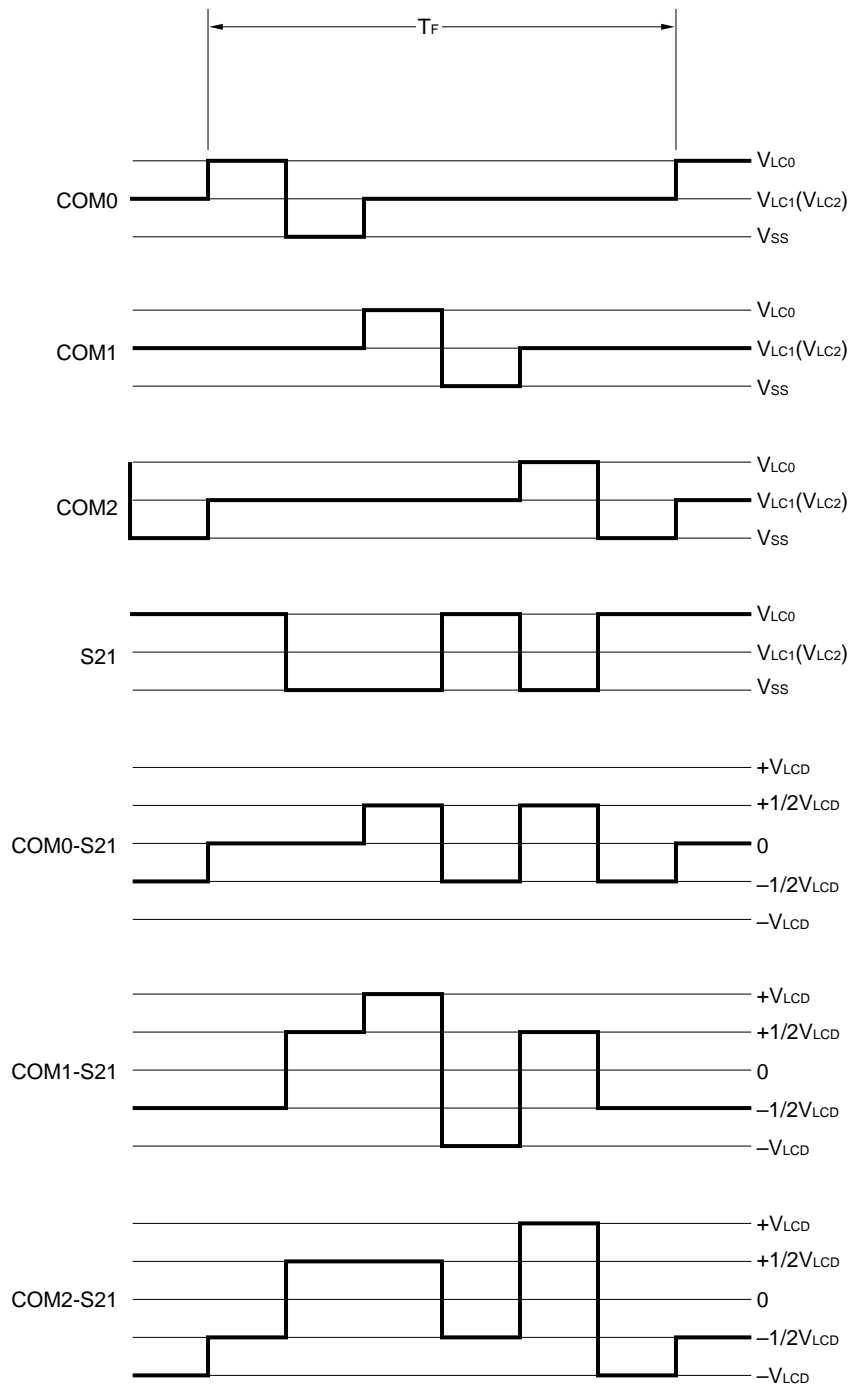 TF
VLC0
COM0
VLC1(VLC2)
VSS
VLC0
COM1
VLC1(VLC2)
VSS
VLC0
COM2
VLC1(VLC2)
VSS
VLC0
S21
VLC1(VLC2)
VSS
+VLCD
+1/2VLCD
COM0-S21
0
–1/2VLCD
–VLCD
+VLCD
+1/2VLCD
COM1-S21
0
–1/2VLCD
–VLCD
+VLCD
+1/2VLCD
COM2-S21
0
–1/2VLCD
–VLCD